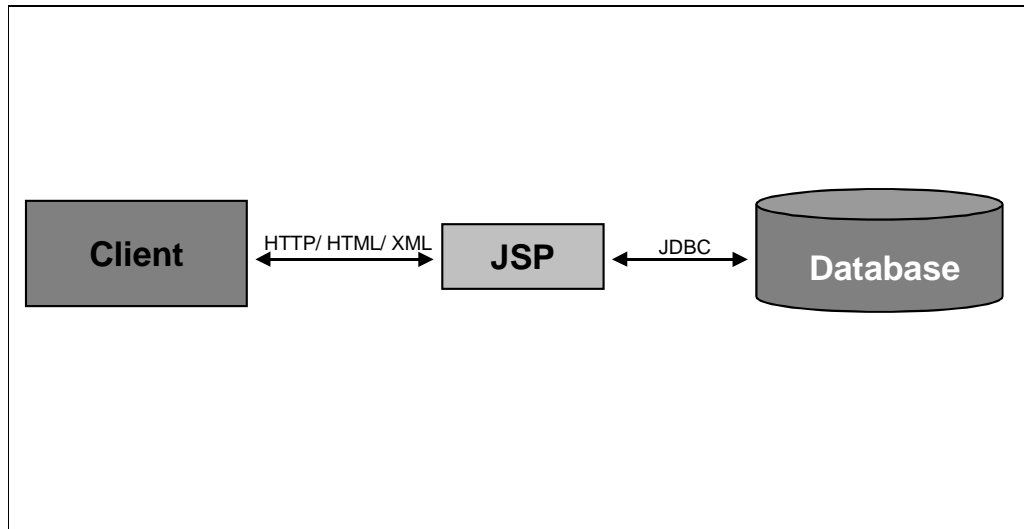 Client
HTTP/ HTML/ XML
JSP
JDBC
Database